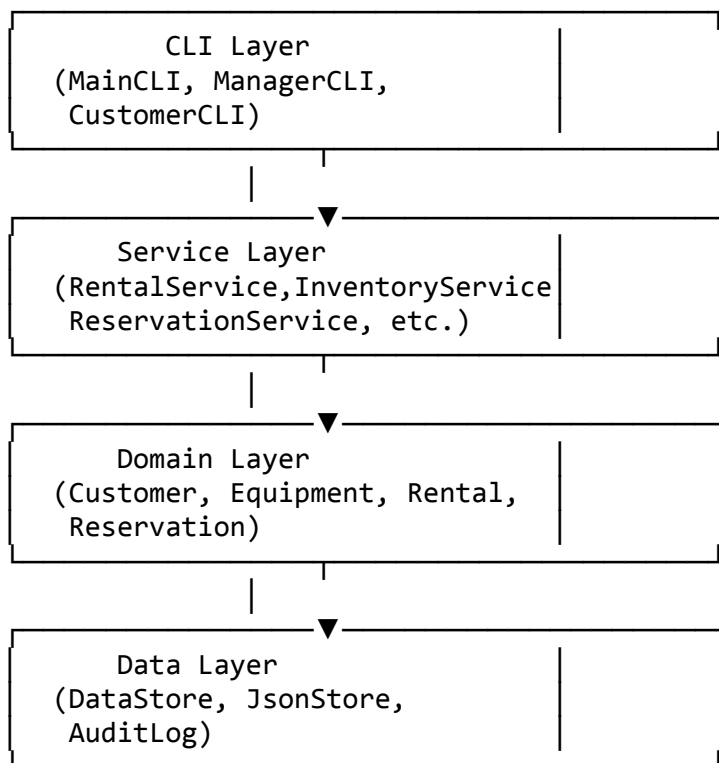 CLI Layer
(MainCLI, ManagerCLI,
CustomerCLI)
Service Layer
(RentalService,InventoryService
ReservationService, etc.)
Domain Layer
(Customer, Equipment, Rental,
Reservation)
Data Layer
(DataStore, JsonStore,
AuditLog)